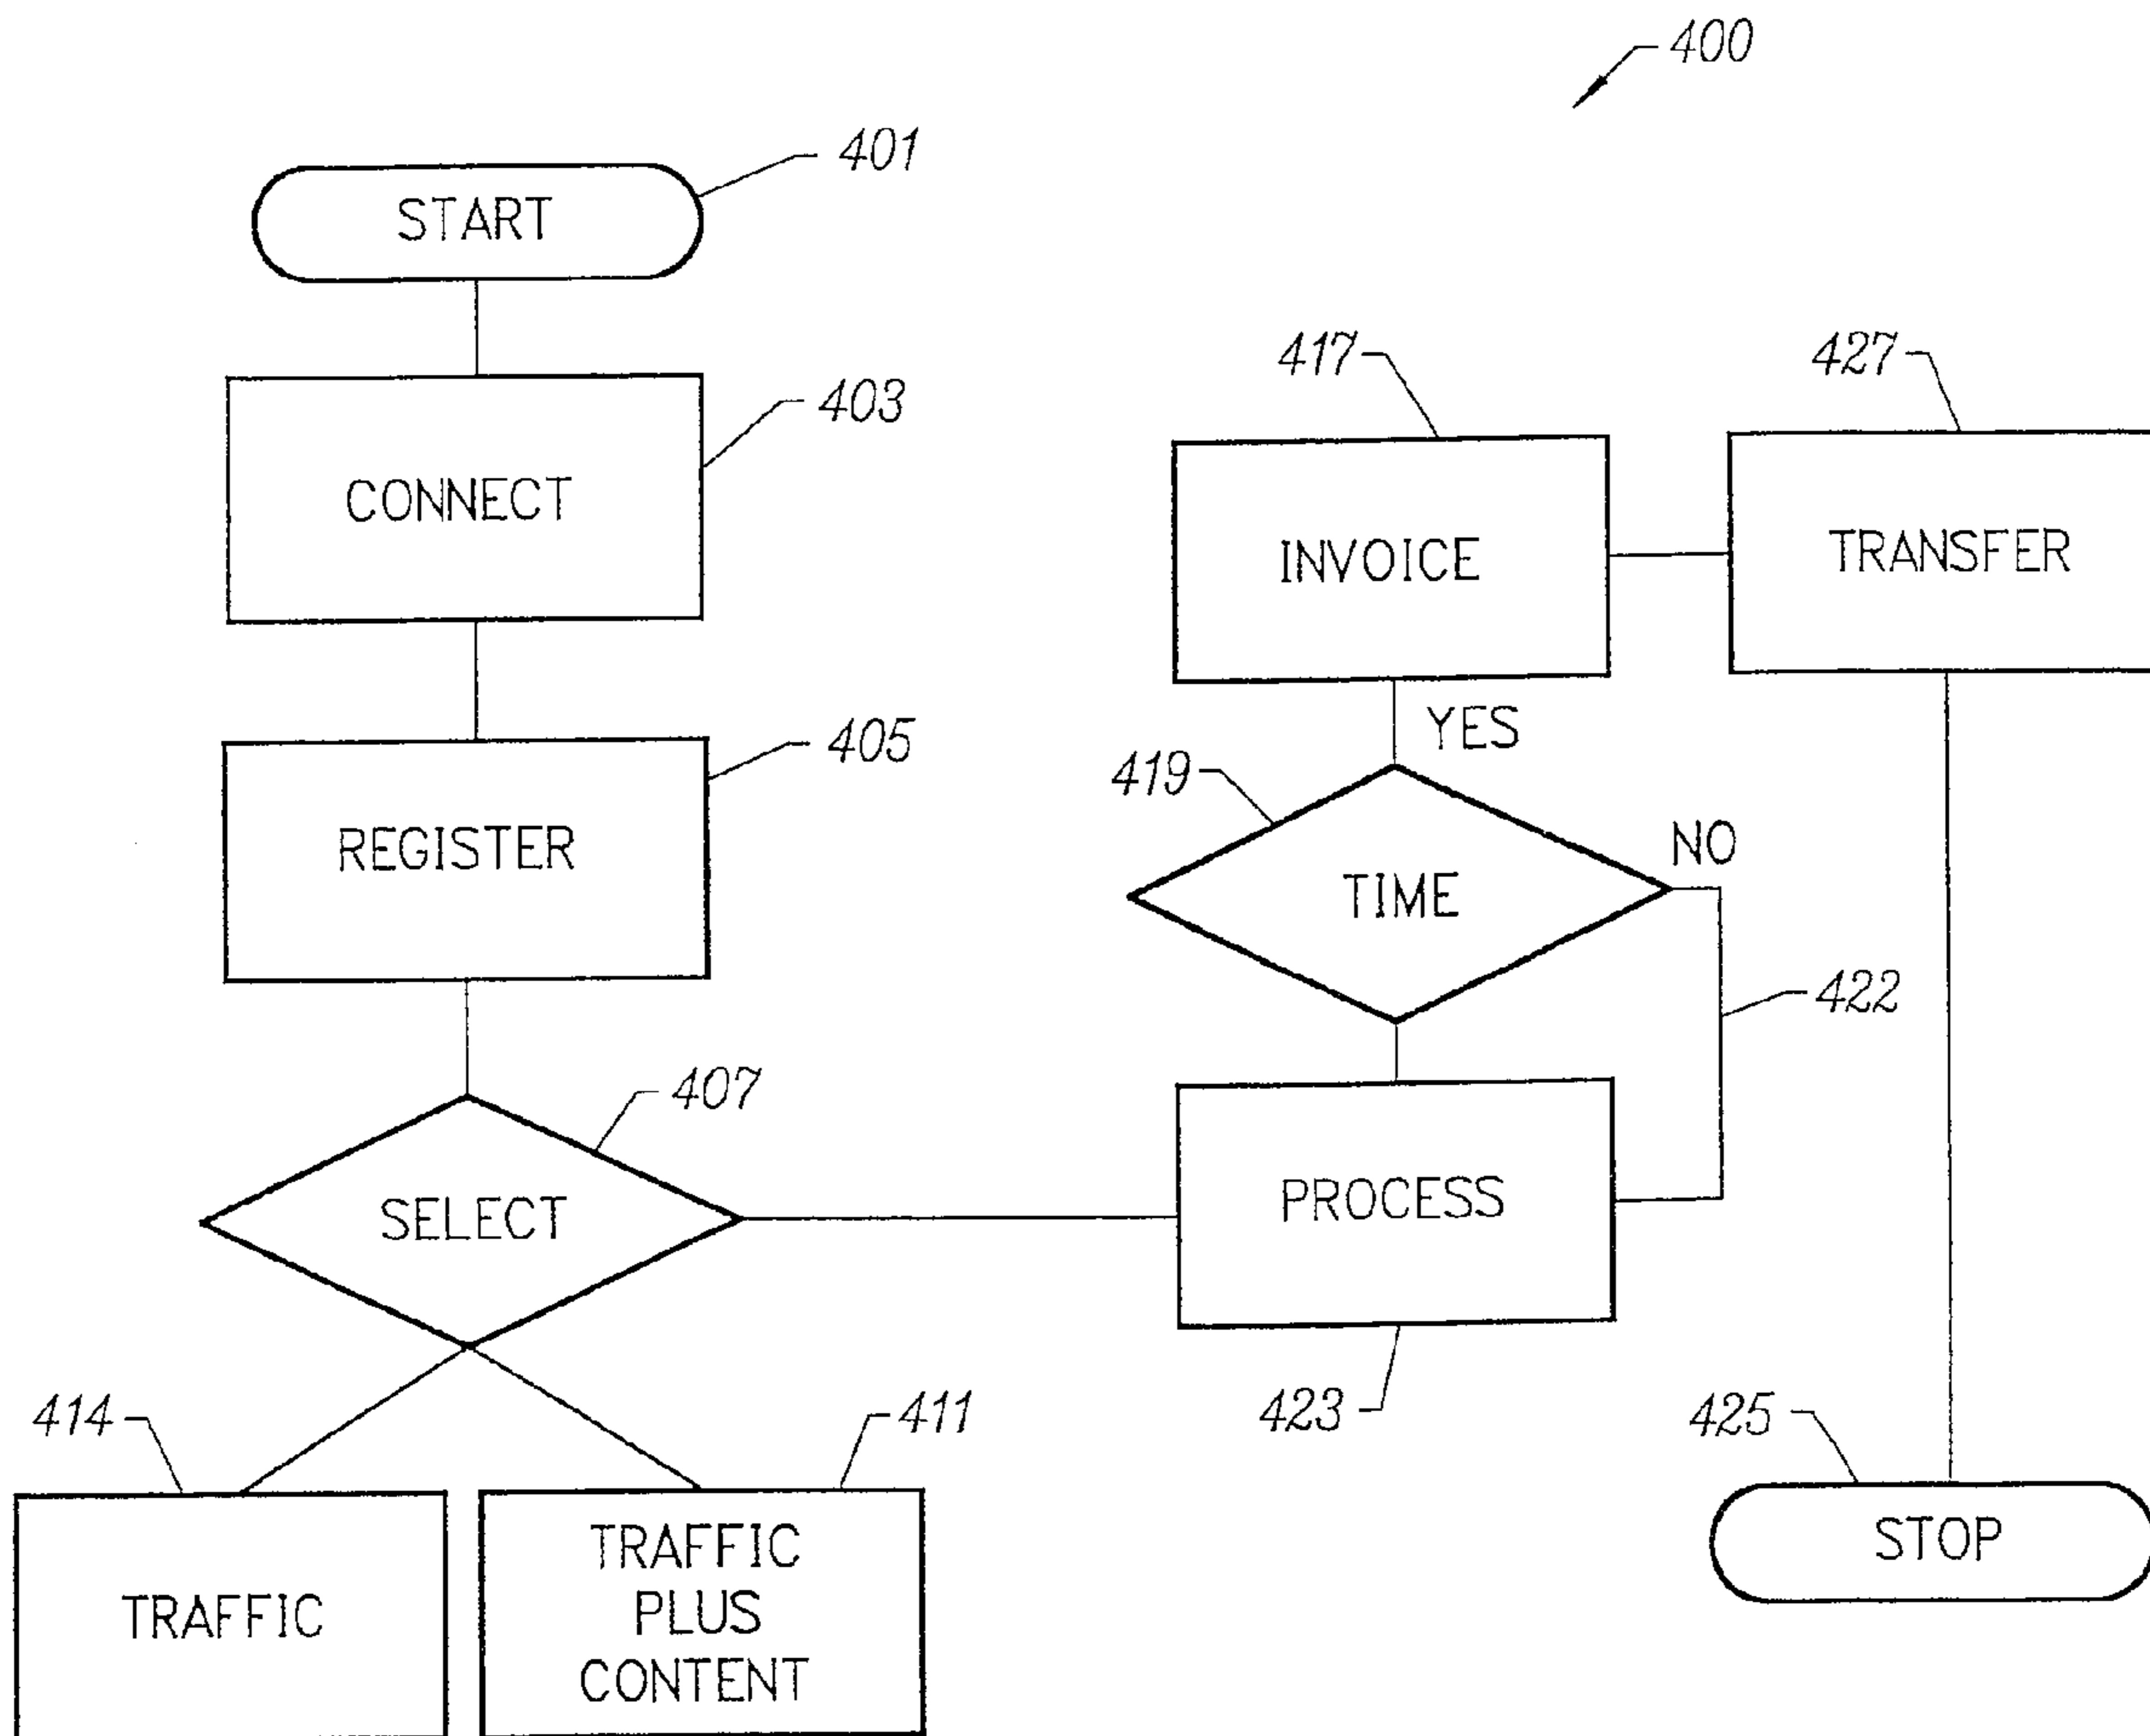 400
401
START
403
CONNECT
405
REGISTER
407
SELECT
414
TRAFFIC
411
TRAFFIC
PLUS
CONTENT
417
INVOICE
427
TRANSFER
YES
419
TIME
NO
422
PROCESS
423
425
STOP